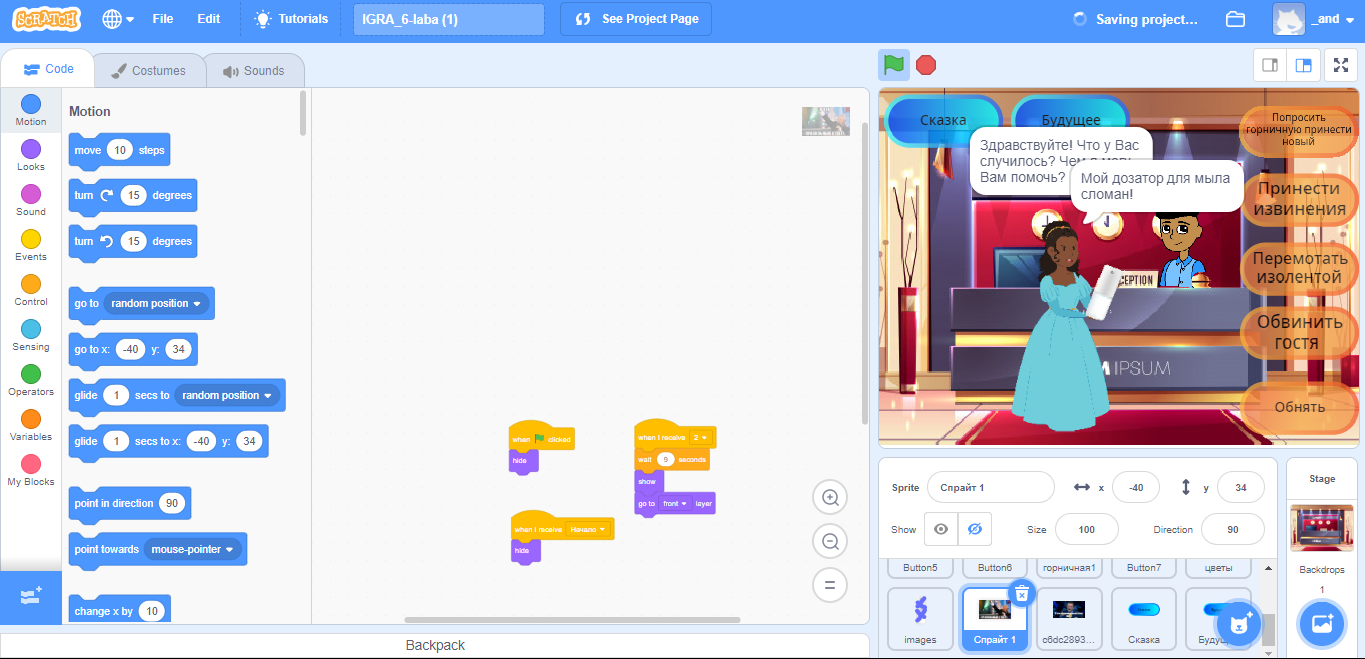 SCRATCH
File
Edit
Tutorials
IGRA_6-laba (1)
See Project Page
Saving project...
_and
Code
Costumes
Sounds
Motion
Looks
Sound
Events
Control
Sensing
Operators
Variables
My Blocks
Motion
move 10 steps
turn 15 degrees
turn 15 degrees
go to random position
go to x: -40 y: 34
glide 1 secs to random position
glide 1 secs to x: -40 y: 34
point in direction 90
point towards mouse-pointer
change x by 10
when clicked
hide
when I receive Начало
hide
when I receive 2
wait 9 seconds
show
go to front layer
Backpack
Сказка
Будущее
Здравствуйте! Что у Вас
случилось?
Вам помочь?
Мой дозатор для мыла
сломан!
Попросить
горничную принести
новый
Принести
извинения
Перемотать
изолентой
Обвинить
гостя
Обнять
CEPTION
M IPSUM
Sprite
Спрайт 1
x
-40
y
34
Show
Size
100
Direction
90
Button5
Button6
горничная1
Button7
цветы
images
Спрайт 1
c6dc2893...
Сказка
Stage
Backdrops
1